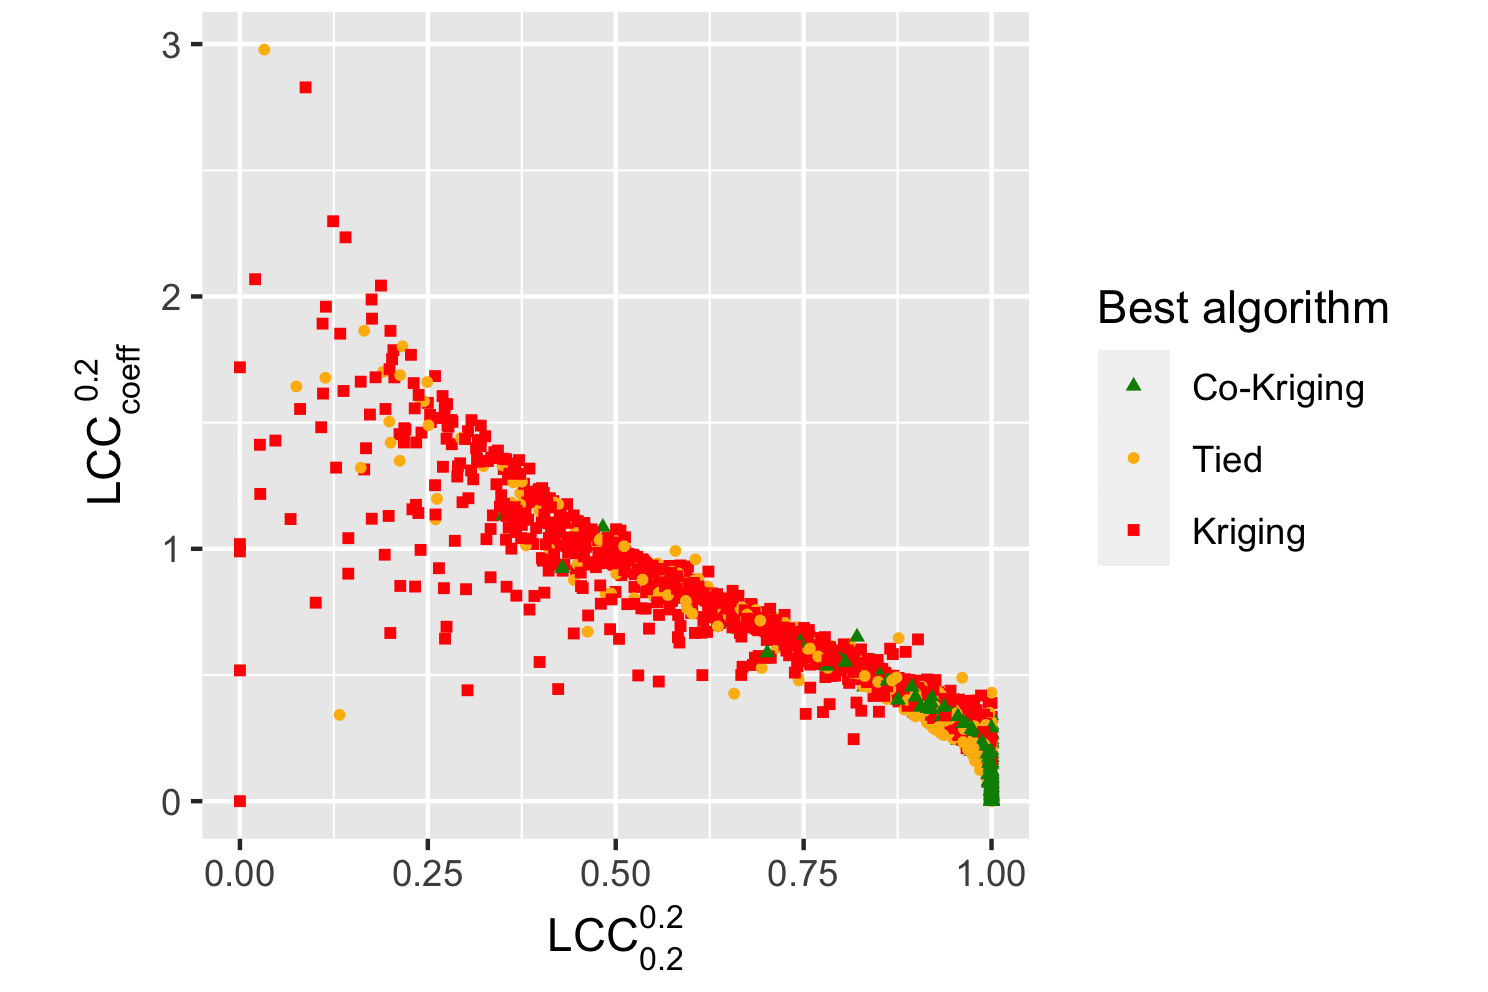 3
2
1
0
LCC^0.2_coeff
0.00 0.25 0.50 0.75 1.00
LCC^0.2_0.2
Best algorithm
Co-Kriging
Tied
Kriging